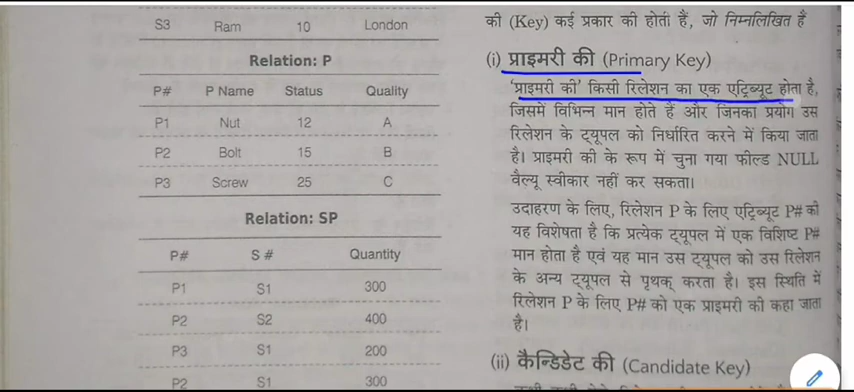 S3 Ram 10 London
Relation: P
P# P Name Status Quality
P1 Nut 12 A
P2 Bolt 15 B
P3 Screw 25 C
Relation: SP
P# S # Quantity
P1 S1 300
P2 S2 400
P3 S1 200
P2 S1 300
की (Key) कई प्रकार की होती हैं, जो निम्नलिखित हैं
(i) प्राइमरी की (Primary Key)
'प्राइमरी की' किसी रिलेशन का एक एट्रिब्यूट होता है,
जिसमें विभिन्न मान होते हैं और जिनका प्रयोग उस
रिलेशन के ट्यूपल को निर्धारित करने में किया जाता
है। प्राइमरी की के रूप में चुना गया फील्ड NULL
वैल्यू स्वीकार नहीं कर सकता।
उदाहरण के लिए, रिलेशन P के लिए एट्रिब्यूट P# की
यह विशेषता है कि प्रत्येक ट्यूपल में एक विशिष्ट P#
मान होता है एवं यह मान उस ट्यूपल को उस रिलेशन
के अन्य ट्यूपल से पृथक् करता है। इस स्थिति में
रिलेशन P के लिए P# को एक प्राइमरी की कहा जाता
है।
(ii) कैन्डिडेट की (Candidate Key)